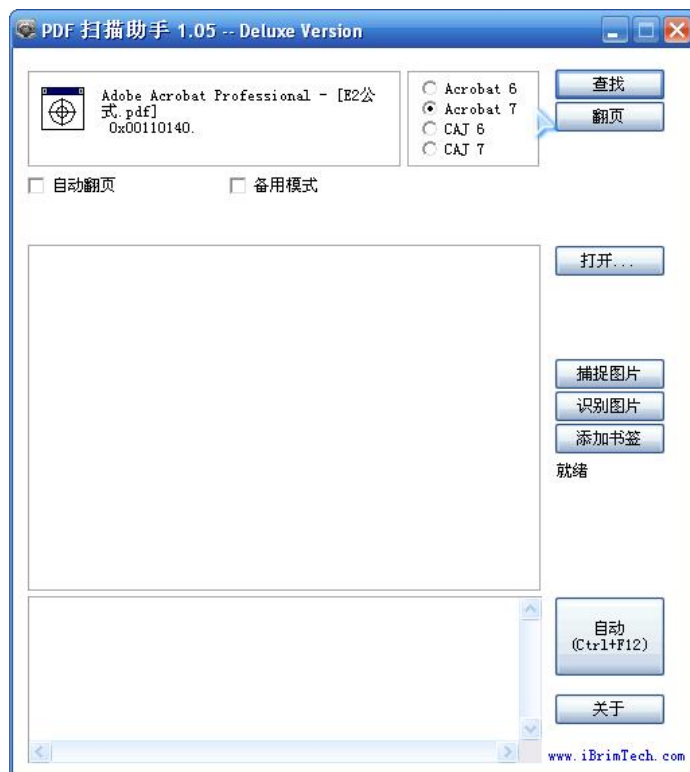 PDF 扫描助手 1.05 -- Deluxe Version
Adobe Acrobat Professional - [E2公
式.pdf]
0x00110140.
Acrobat 6
Acrobat 7
CAJ 6
CAJ 7
查找
翻页
自动翻页
备用模式
打开...
捕捉图片
识别图片
添加书签
就绪
自动
(Ctrl+F12)
关于
www.iBrimTech.com